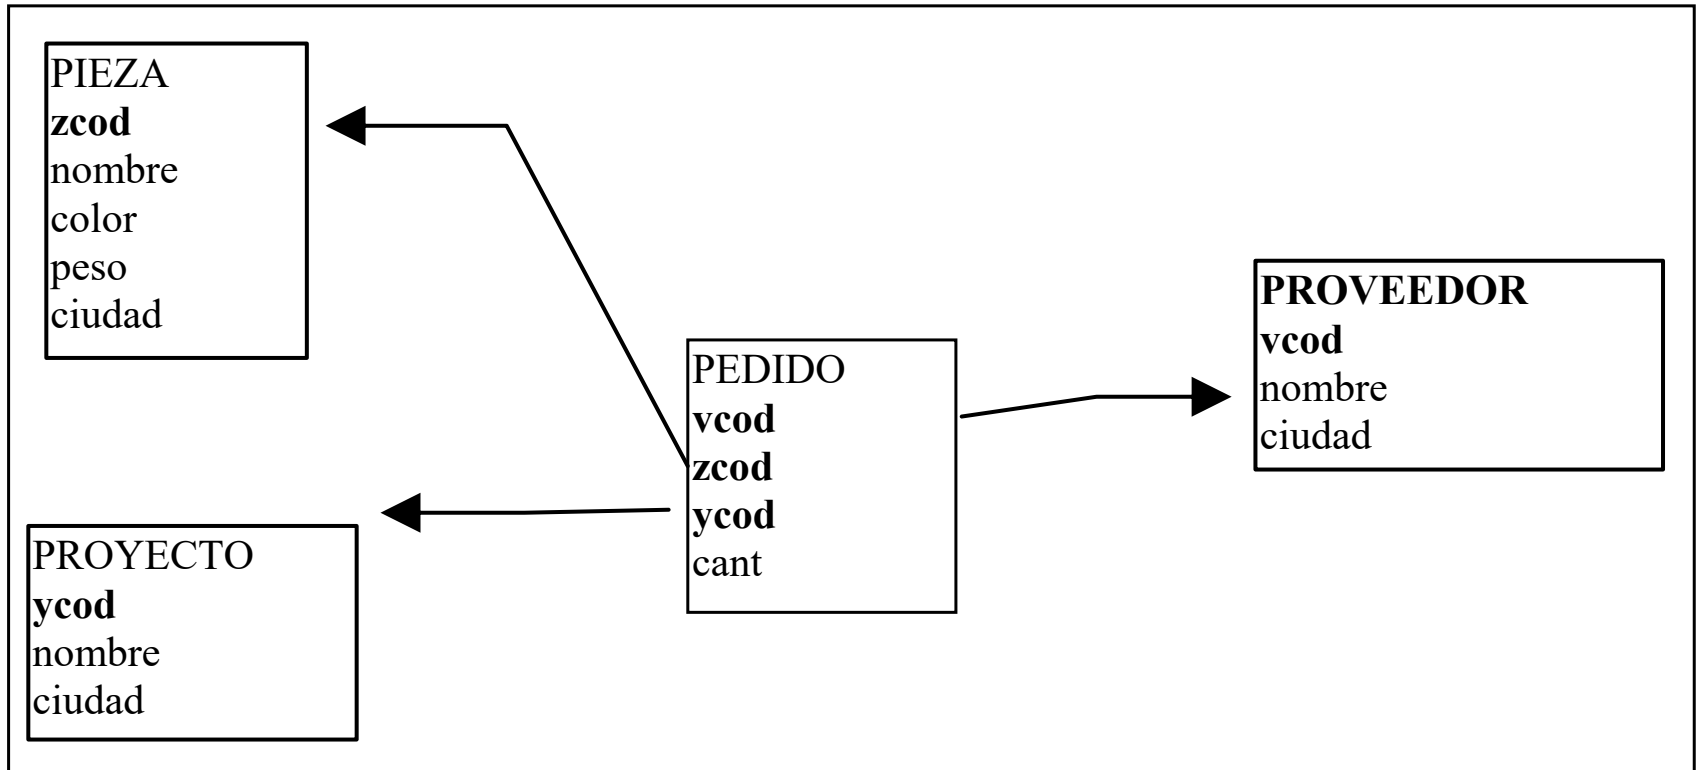 PIEZA
zcod
nombre
color
peso
ciudad
PROVEEDOR
vcod
nombre
ciudad
PEDIDO
vcod
zcod
ycod
cant
PROYECTO
ycod
nombre
ciudad